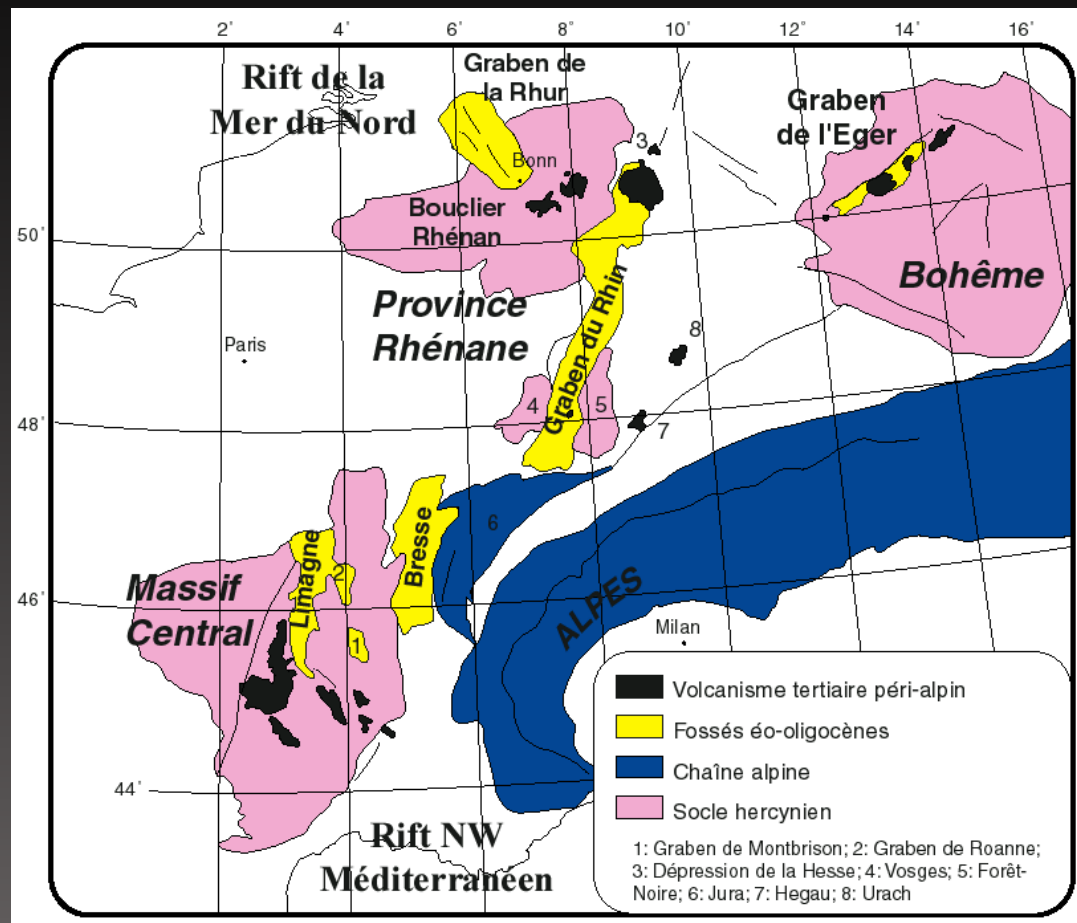 2° 4° 6° 8° 10° 12° 14° 16°
Rift de la
Mer du Nord
Graben de
la Rhur
Graben
de l'Eger
3
Bonn
Bouclier
Rhénan
50°
Bohême
Province
Rhénane
Graben du Rhin
Paris
8
4
5
48°
7
6
Bresse
Limagne
2
Massif
Central
46°
1
ALPES
Milan
44°
Rift NW
Méditerranéen
Volcanisme tertiaire péri-alpin
Fossés éo-oligocènes
Chaîne alpine
Socle hercynien
1: Graben de Montbrison; 2: Graben de Roanne;
3: Dépression de la Hesse; 4: Vosges; 5: Forêt-
Noire; 6: Jura; 7: Hegau; 8: Urach